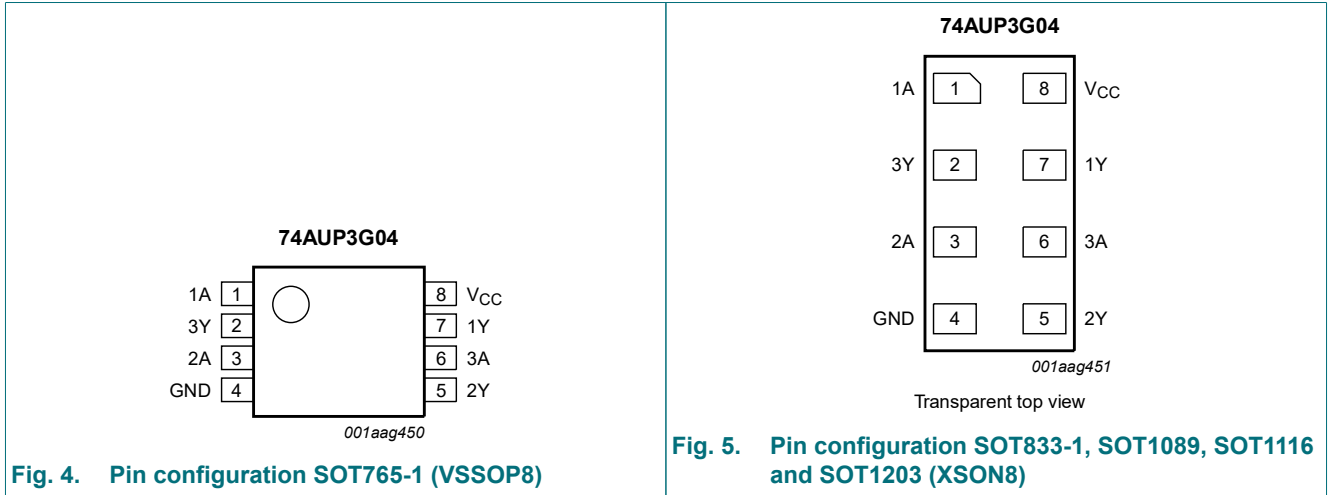 74AUP3G04
1A 1 8 VCC
3Y 2 7 1Y
2A 3 6 3A
GND 4 5 2Y
001aag450
Fig. 4. Pin configuration SOT765-1 (VSSOP8)
74AUP3G04
1A 1 8 VCC
3Y 2 7 1Y
2A 3 6 3A
GND 4 5 2Y
001aag451
Transparent top view
Fig. 5. Pin configuration SOT833-1, SOT1089, SOT1116
and SOT1203 (XSON8)